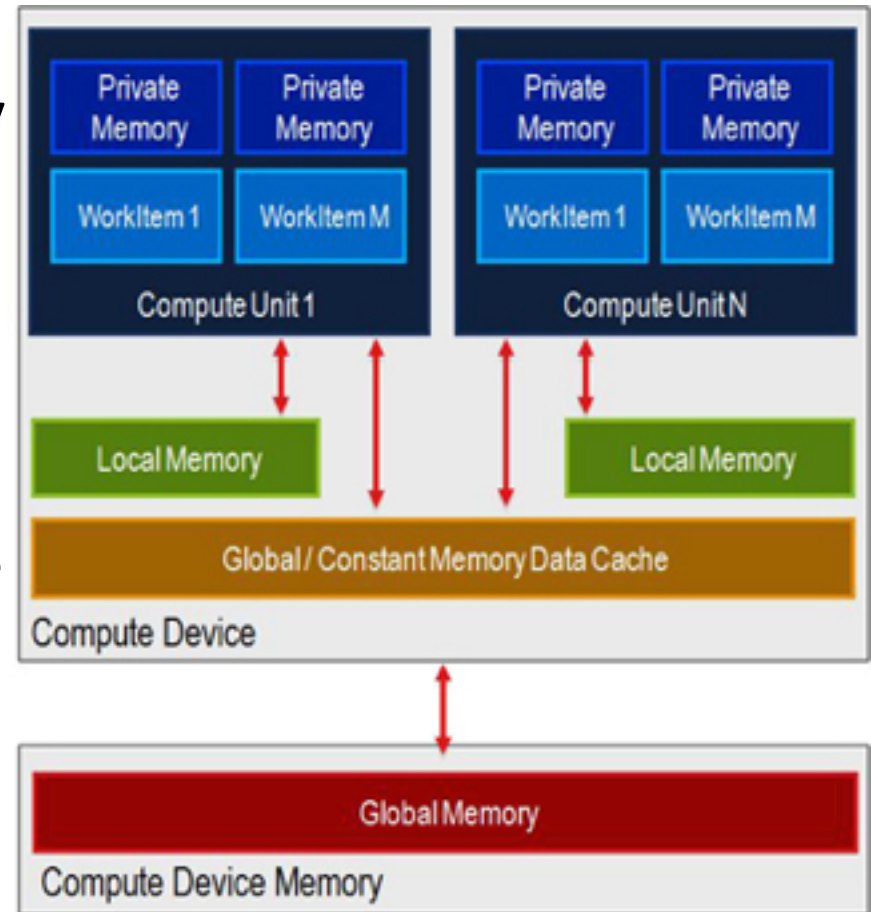 Private Memory
Private Memory
Private Memory
Private Memory
WorkItem 1
WorkItem M
WorkItem 1
WorkItem M
Compute Unit 1
Compute Unit N
Local Memory
Local Memory
Global / Constant Memory Data Cache
Compute Device
Global Memory
Compute Device Memory